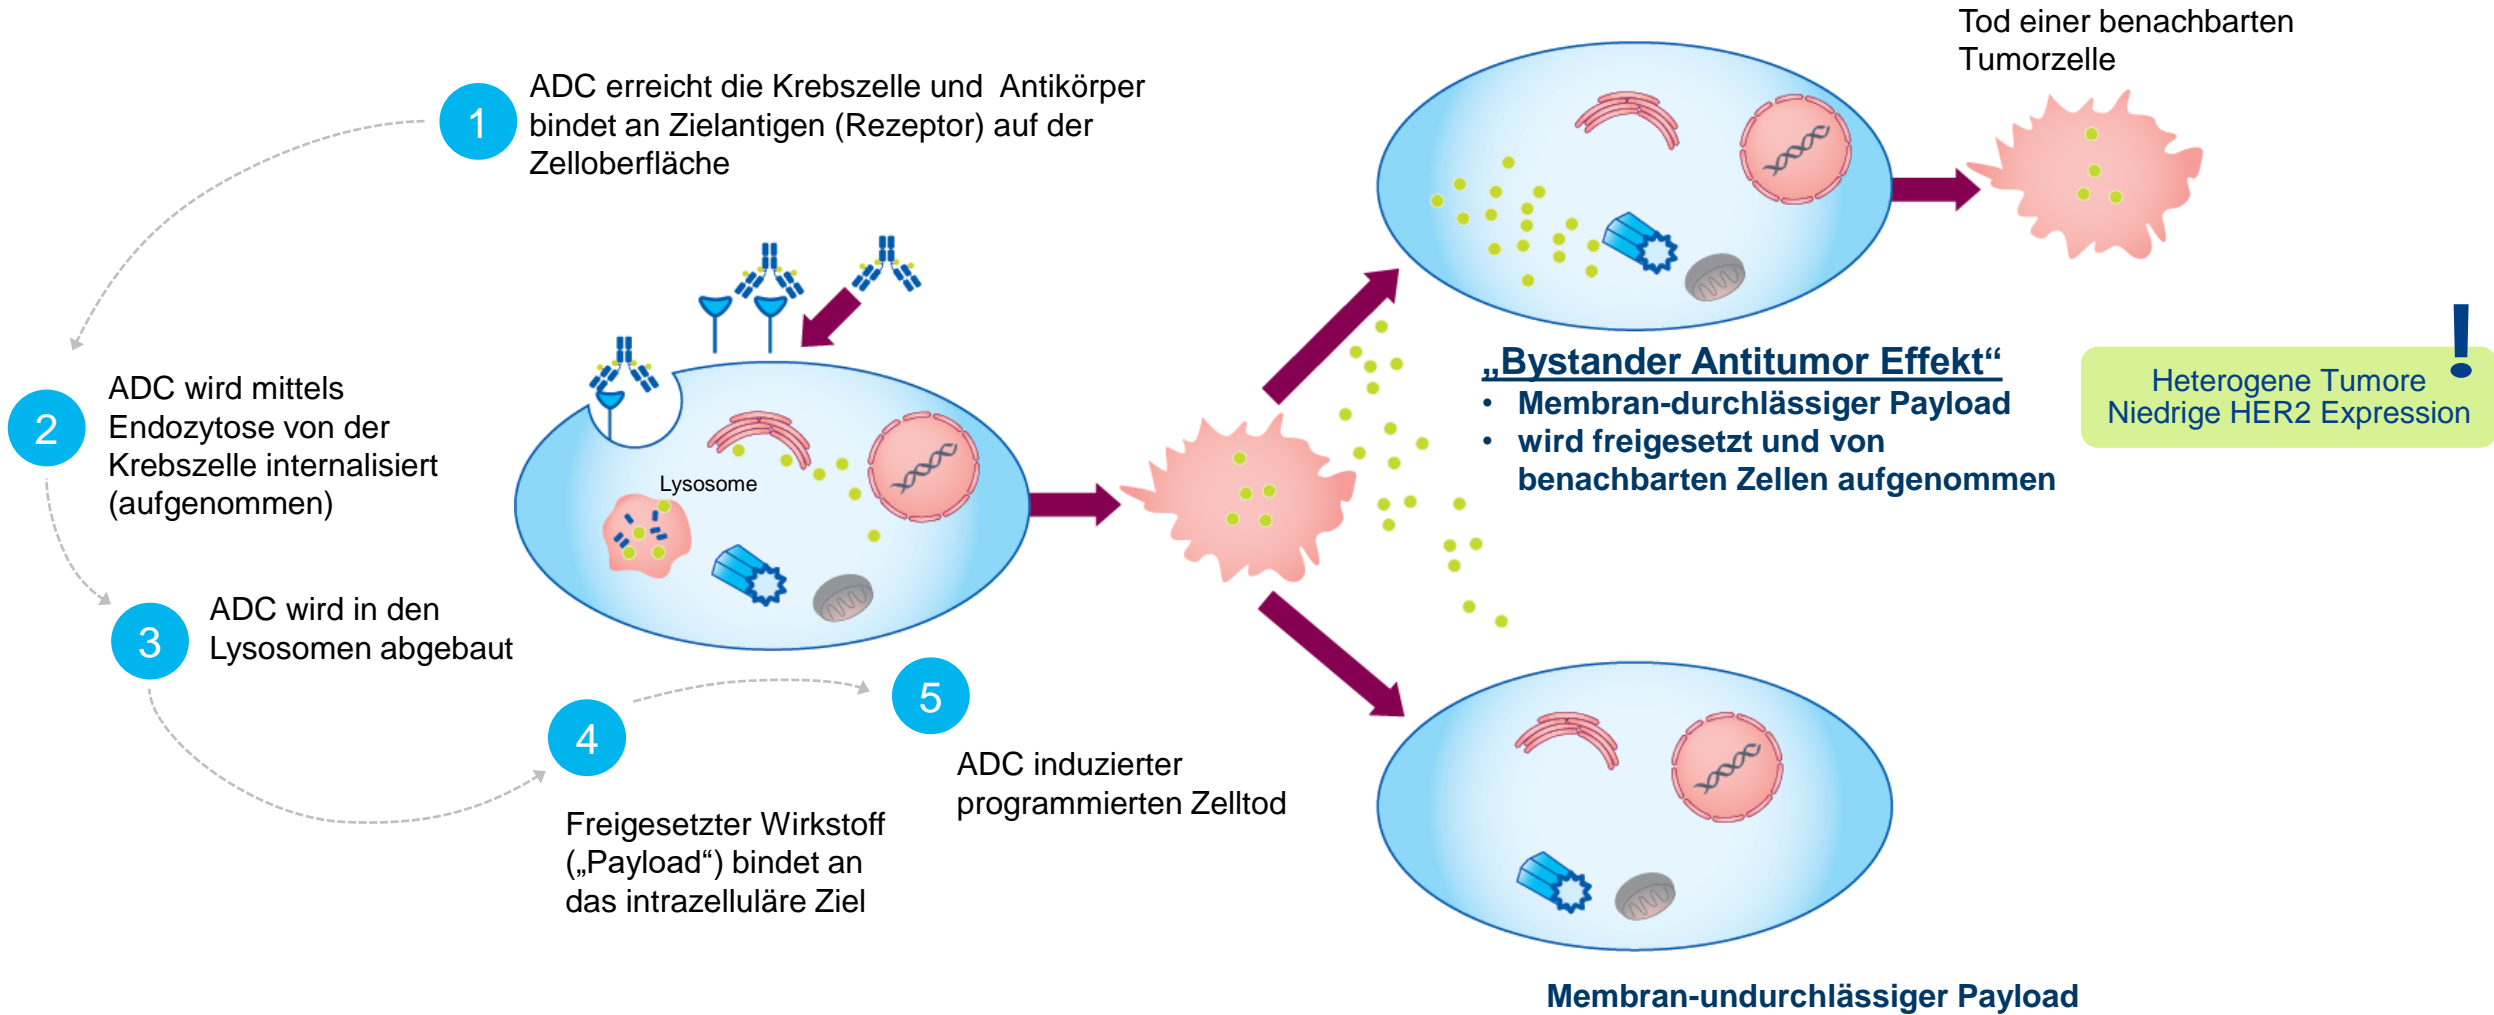 1
ADC erreicht die Krebszelle und  Antikörper
bindet an Zielantigen (Rezeptor) auf der
Zelloberfläche
2
ADC wird mittels
Endozytose von der
Krebszelle internalisiert
(aufgenommen)
3
ADC wird in den
Lysosomen abgebaut
4
Freigesetzter Wirkstoff
(„Payload“) bindet an
das intrazelluläre Ziel
5
ADC induzierter
programmierten Zelltod
Lysosome
Tod einer benachbarten
Tumorzelle
„Bystander Antitumor Effekt“
• Membran-durchlässiger Payload
• wird freigesetzt und von
benachbarten Zellen aufgenommen
!
Heterogene Tumore
Niedrige HER2 Expression
Membran-undurchlässiger Payload